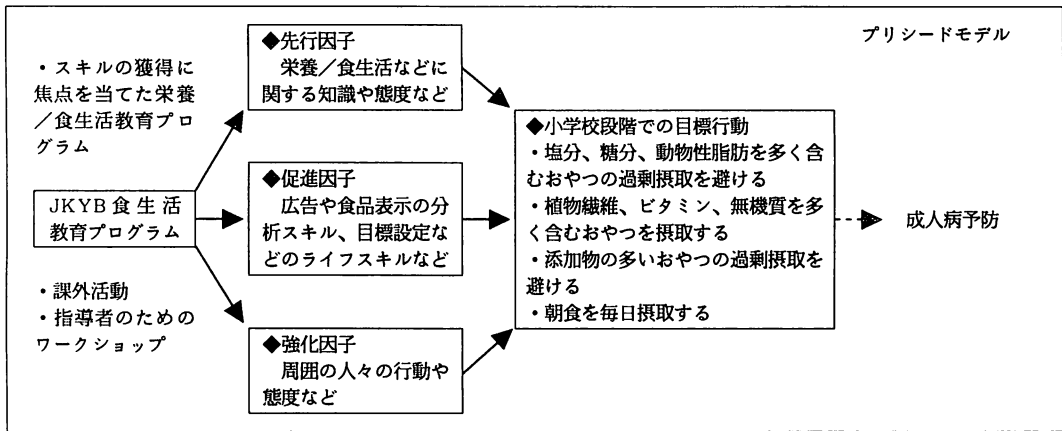 プリシードモデル
・スキルの獲得に
焦点を当てた栄養
／食生活教育プロ
グラム
JKYB食生活
教育プログラム
・課外活動
・指導者のための
ワークショップ
◆先行因子
栄養／食生活などに
関する知識や態度など
◆促進因子
広告や食品表示の分
析スキル、目標設定な
どのライフスキルなど
◆強化因子
周囲の人々の行動や
態度など
◆小学校段階での目標行動
・塩分、糖分、動物性脂肪を多く含
むおやつの過剰摂取を避ける
・植物繊維、ビタミン、無機質を多
く含むおやつを摂取する
・添加物の多いおやつの過剰摂取を
避ける
・朝食を毎日摂取する
成人病予防